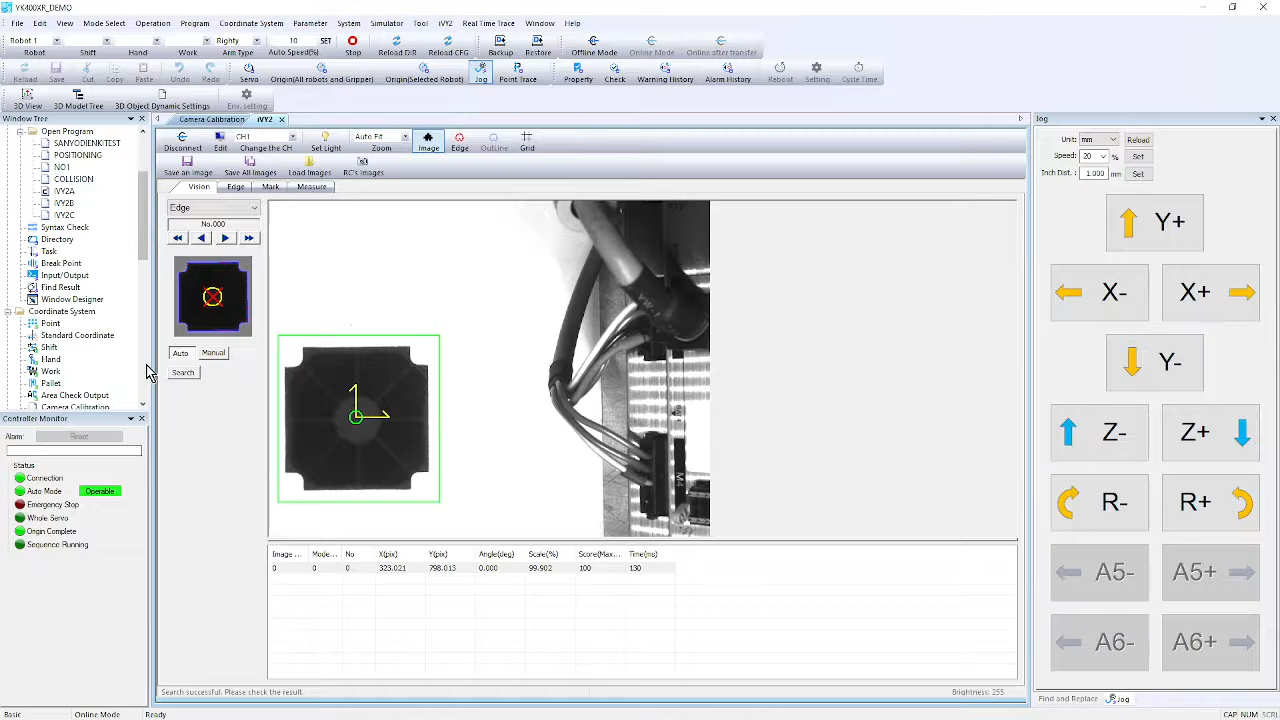 YK400XR_DEMO
File Edit View Mode Select Operation Program Coordinate System Parameter System Simulator Tool iVY2 Real Time Trace Window Help
Robot 1 Righty 10 SET Stop Reload DIR Reload CFG Backup Restore Offline Mode Online Mode Online after transfer
Robot Shift Hand Work Arm Type Auto Speed(%)
Reload Save Cut Copy Paste Undo Redo Servo Origin(All robots and Gripper) Origin(Selected Robot) Jog Point Trace Property Check Warning History Alarm History Reboot Setting Cycle Time
3D View 3D Model Tree 3D Object Dynamic Settings Env. setting
Window Tree
Open Program
SANYODIENKITEST
POSITIONING
NO1
COLLISION
IVY2A
IVY2B
IVY2C
Syntax Check
Directory
Task
Break Point
Input/Output
Find Result
Window Designer
Coordinate System
Point
Standard Coordinate
Shift
Hand
Work
Pallet
Area Check Output
Camera Calibration
Controller Monitor
Alarm: Reset
Status
Connection
Auto Mode Operable
Emergency Stop
Whole Servo
Origin Complete
Sequence Running
Camera Calibration iVY2
CH1 Auto Fit
Disconnect Edit Change the CH Set Light Zoom Image Edge OutLine Grid
Save an Image Save All Images Load Images RC's Images
Vision Edge Mark Measure
Edge
No.000
Auto Manual
Search
M4
Image ... Mode... No X(pix) Y(pix) Angle(deg) Scale(%) Score(Max... Time(ms)
0 0 0 323.021 798.013 0.000 99.902 100 130
Search successful. Please check the result. Brightness: 255
Jog
Unit: mm Reload
Speed: 20 % Set
Inch Dist. : 1.000 mm Set
Y+
X- X+
Y-
Z- Z+
R- R+
A5- A5+
A6- A6+
Find and Replace Jog
Basic Online Mode Ready CAP NUM SCRL